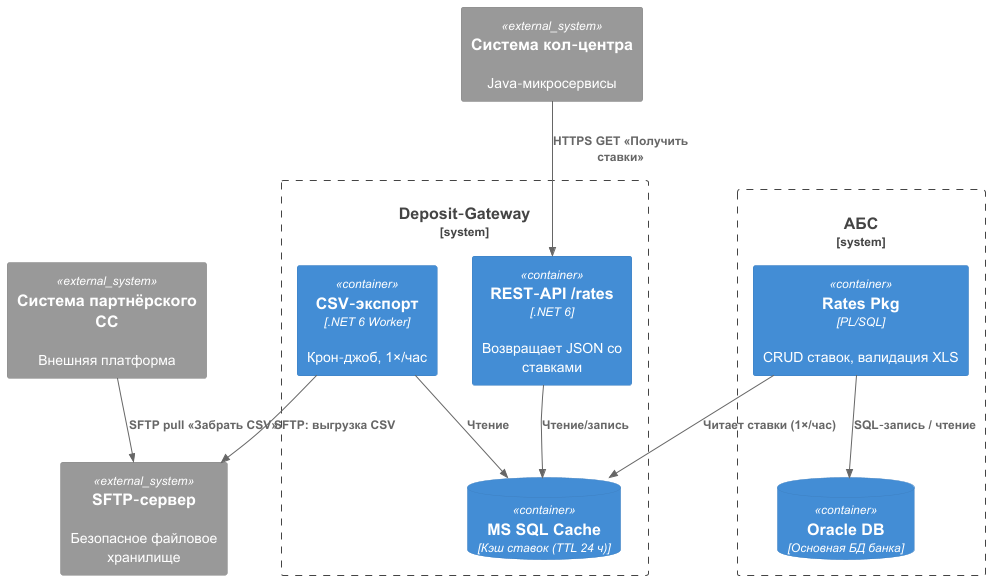 «external_system»
Система кол-центра
Java-микросервисы
HTTPS GET «Получить
ставки»
Deposit-Gateway
[system]
АБС
[system]
«external_system»
Система партнёрского
СС
Внешняя платформа
«container»
CSV-экспорт
[.NET 6 Worker]
Крон-джоб, 1×/час
«container»
REST-API /rates
[.NET 6]
Возвращает JSON со
ставками
«container»
Rates Pkg
[PL/SQL]
CRUD ставок, валидация XLS
SFTP pull «Забрать CSV»
SFTP: выгрузка CSV
Чтение
Чтение/запись
Читает ставки (1×/час)
SQL-запись / чтение
«external_system»
SFTP-сервер
Безопасное файловое
хранилище
«container»
MS SQL Cache
[Кэш ставок (TTL 24 ч)]
«container»
Oracle DB
[Основная БД банка]